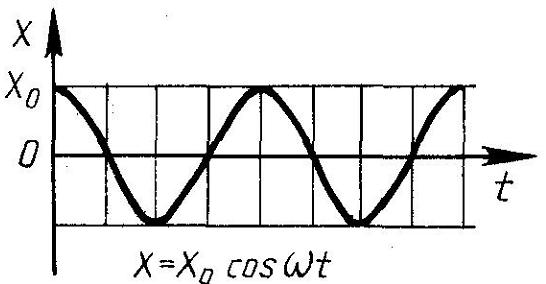 X
X₀
0
t
X=X₀ cos ωt